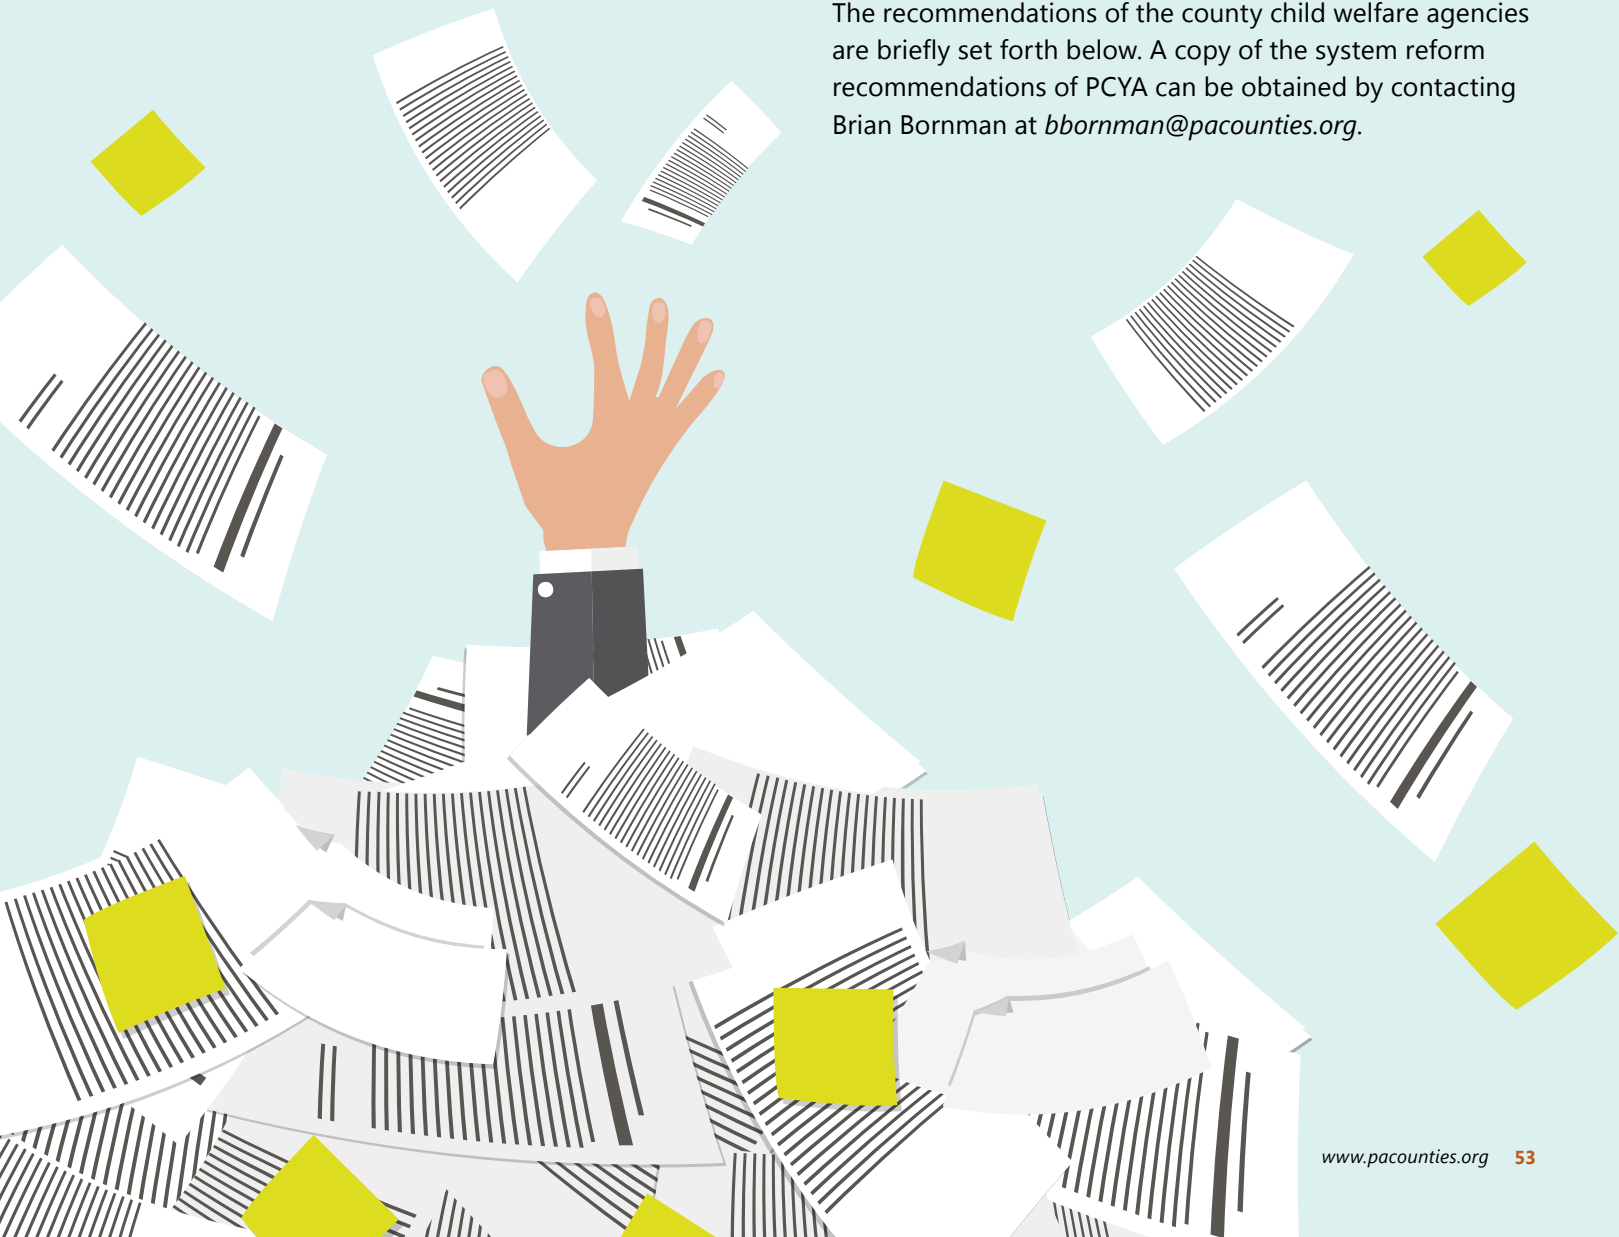 The recommendations of the county child welfare agencies
are briefly set forth below. A copy of the system reform
recommendations of PCYA can be obtained by contacting
Brian Bornman at bbornman@pacounties.org.
www.pacounties.org 53